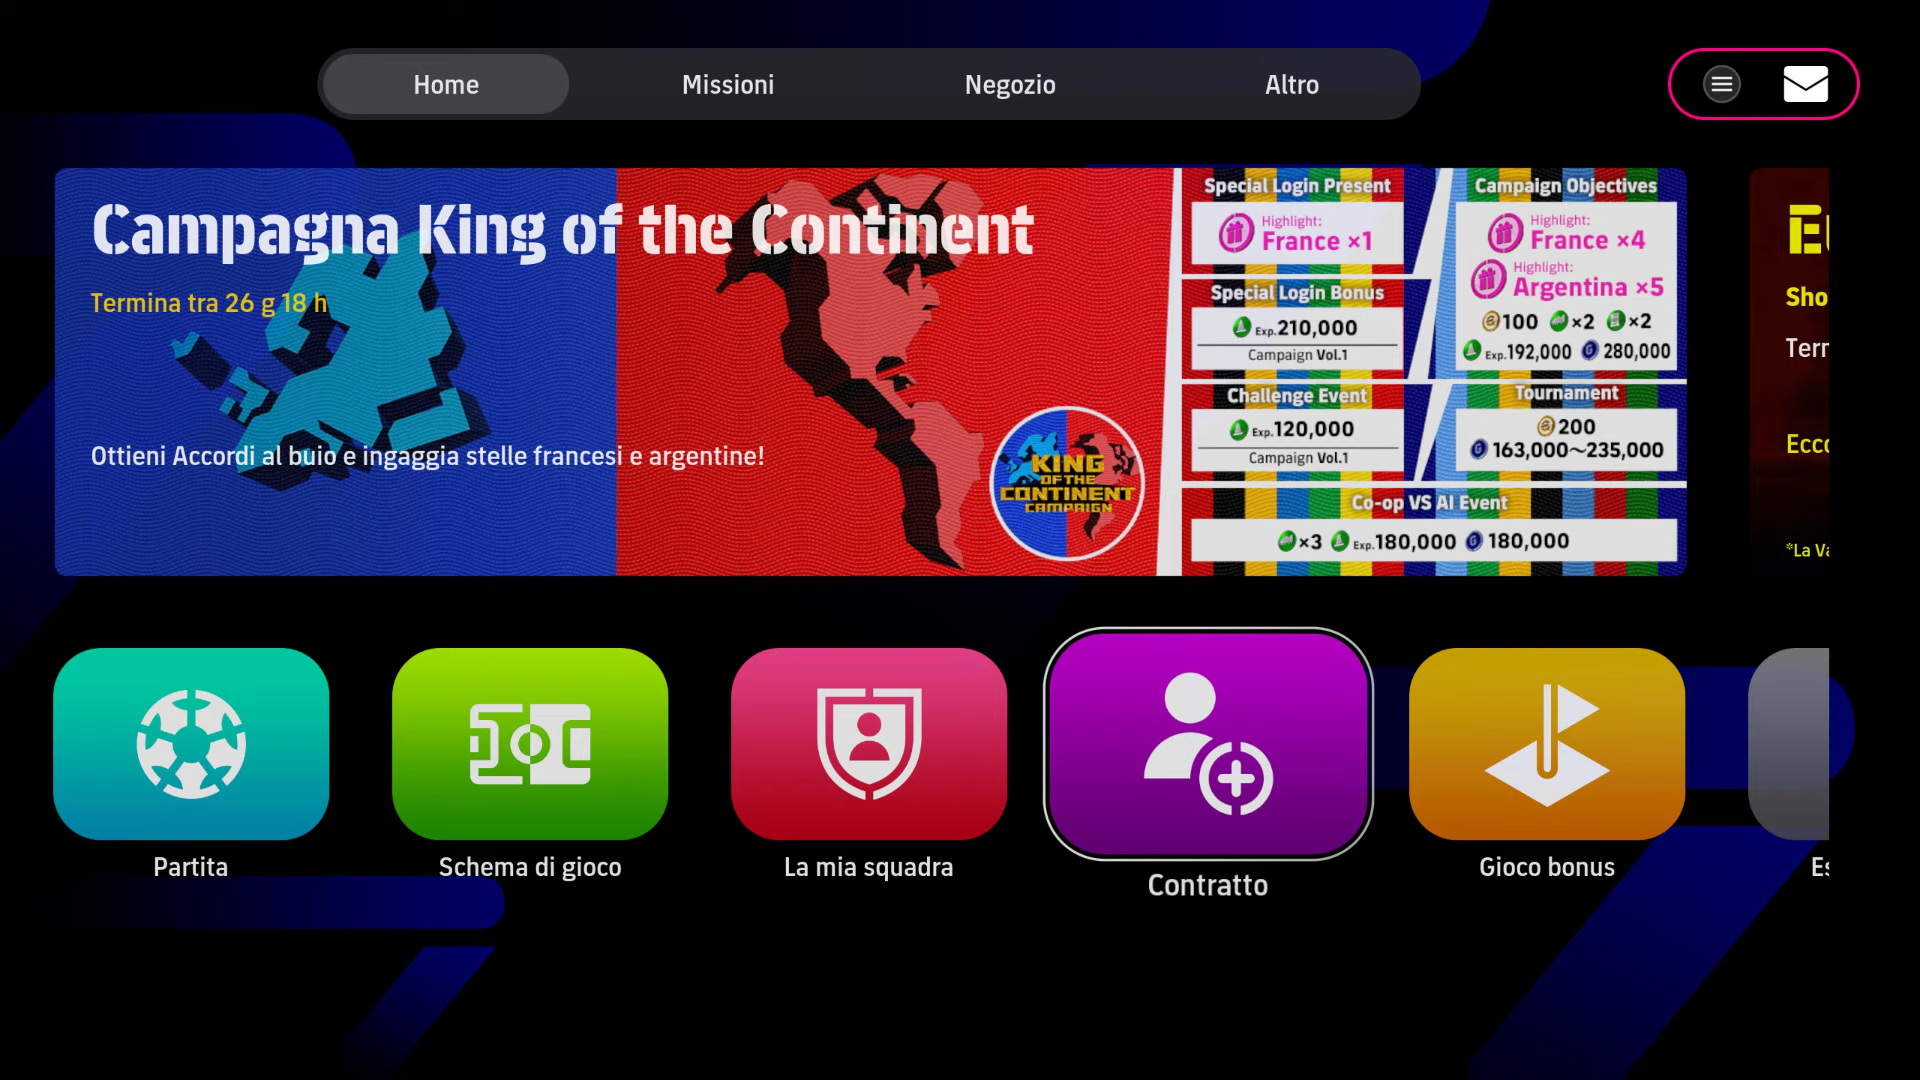 Home
Missioni
Negozio
Altro
Campagna King of the Continent
Termina tra 26 g 18 h
Ottieni Accordi al buio e ingaggia stelle francesi e argentine!
KING
OF THE
CONTINENT
CAMPAIGN
Special Login Present
Highlight:
France ×1
Special Login Bonus
Exp.210,000
Campaign Vol.1
Challenge Event
Exp.120,000
Campaign Vol.1
Campaign Objectives
Highlight:
France ×4
Highlight:
Argentina ×5
100 ×2 ×2
Exp.192,000 280,000
Tournament
200
163,000~235,000
Co-op VS AI Event
×3 Exp.180,000 180,000
Sho
Ecco
*La Va
Partita
Schema di gioco
La mia squadra
Contratto
Gioco bonus